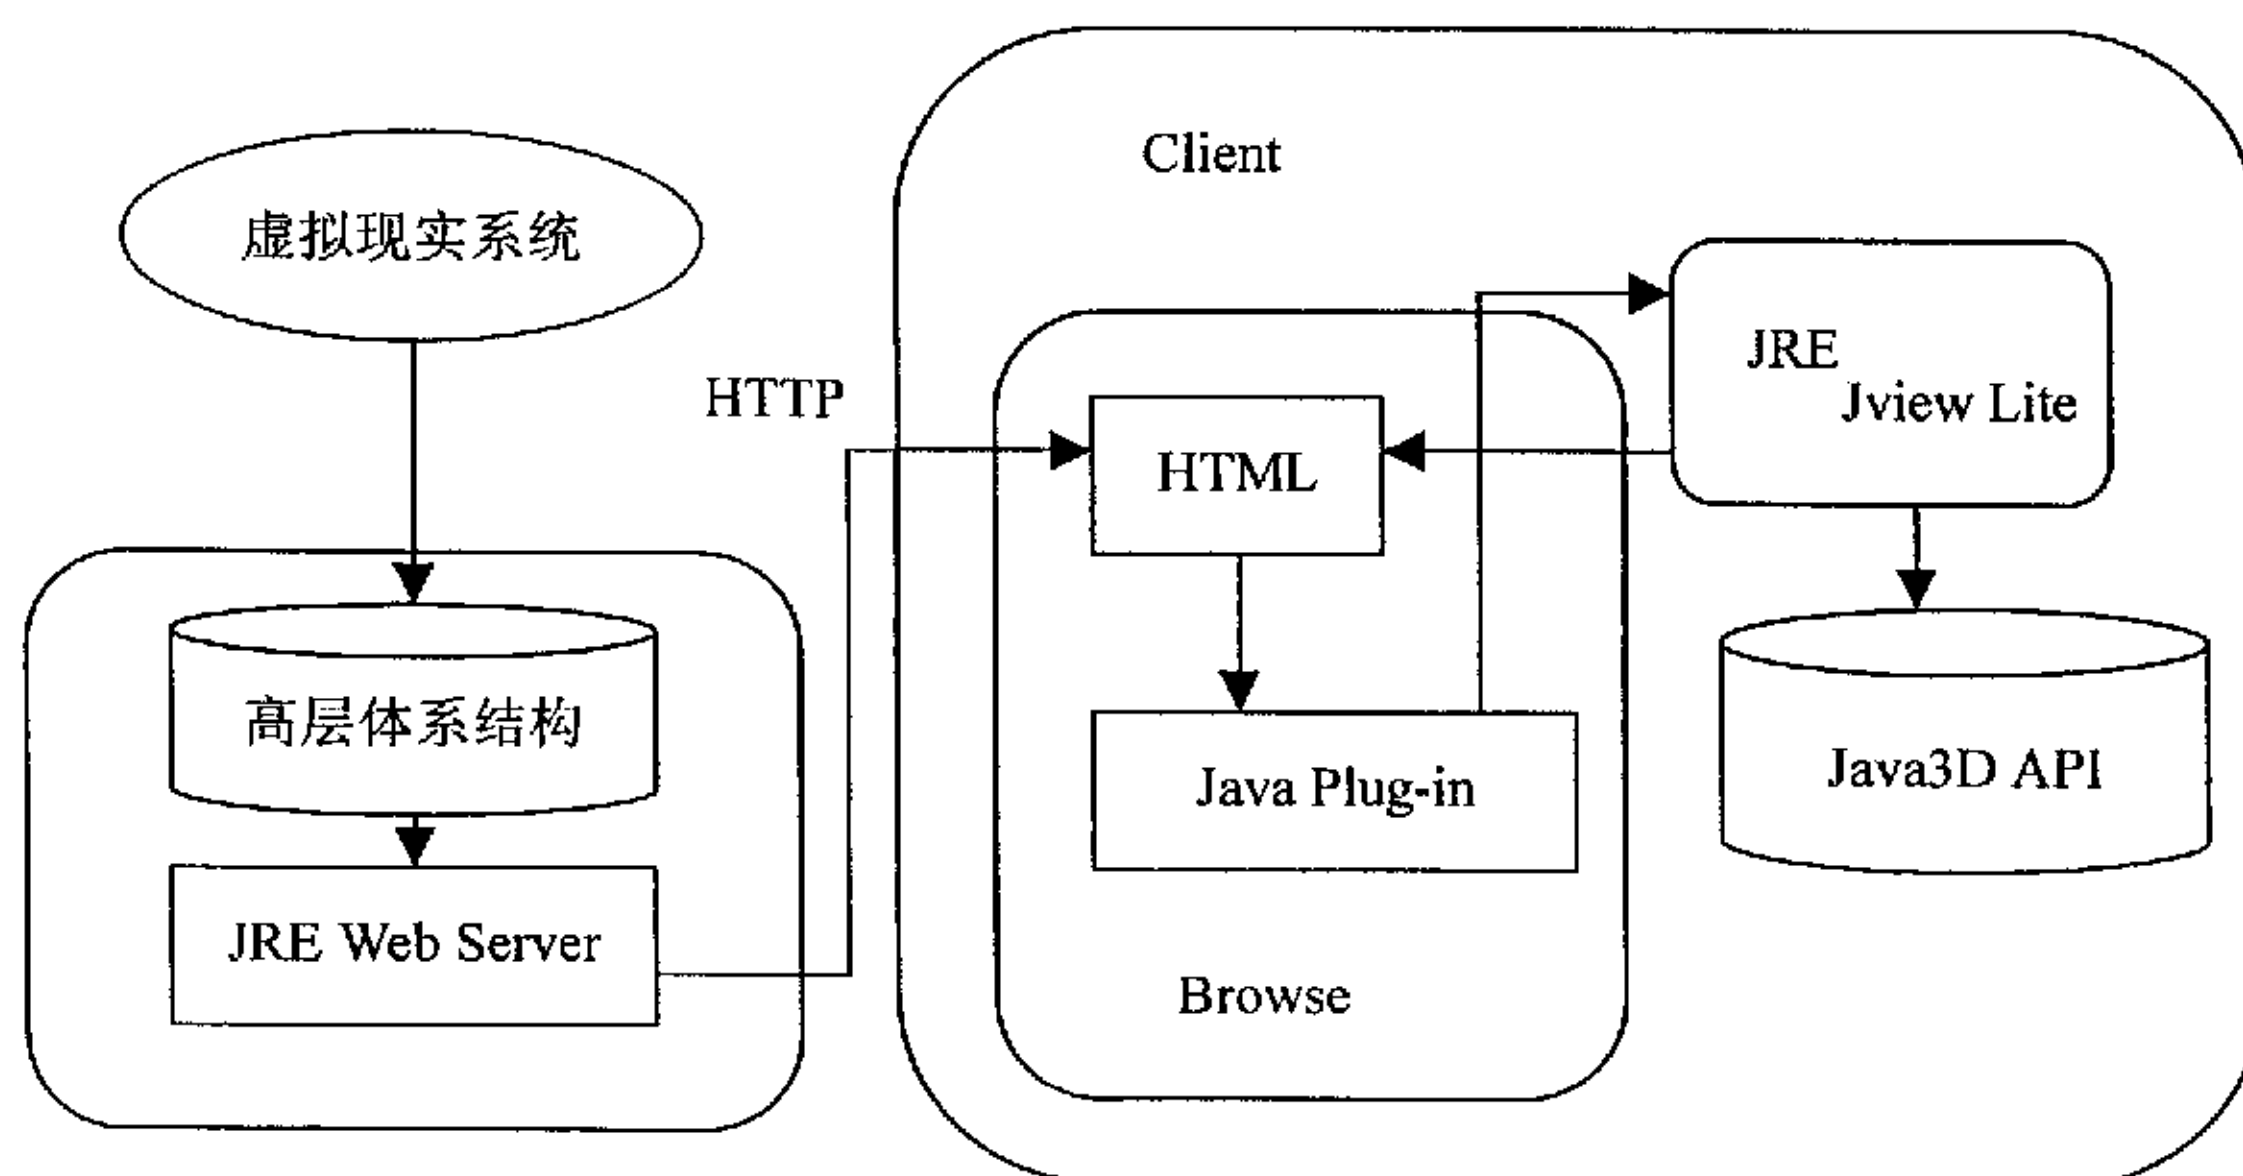 Client
虚拟现实系统
HTTP
JRE
Jview Lite
HTML
高层体系结构
Java Plug-in
Java3D API
JRE Web Server
Browse